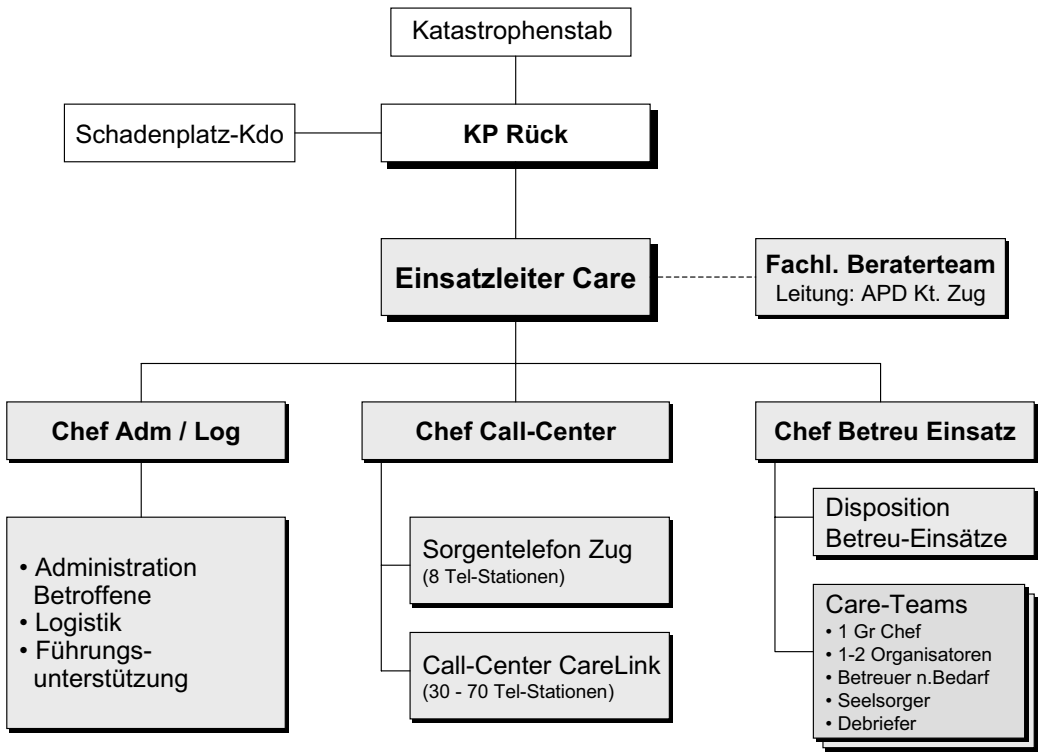 Katastrophenstab
Schadenplatz-Kdo
KP Rück
Einsatzleiter Care
Fachl. Beraterteam
Leitung: APD Kt. Zug
Chef Adm / Log
Chef Call-Center
Chef Betreu Einsatz
• Administration
Betroffene
• Logistik
• Führungs-
unterstützung
Sorgentelefon Zug
(8 Tel-Stationen)
Call-Center CareLink
(30 - 70 Tel-Stationen)
Disposition
Betreu-Einsätze
Care-Teams
• 1 Gr Chef
• 1-2 Organisatoren
• Betreuer n.Bedarf
• Seelsorger
• Debriefer